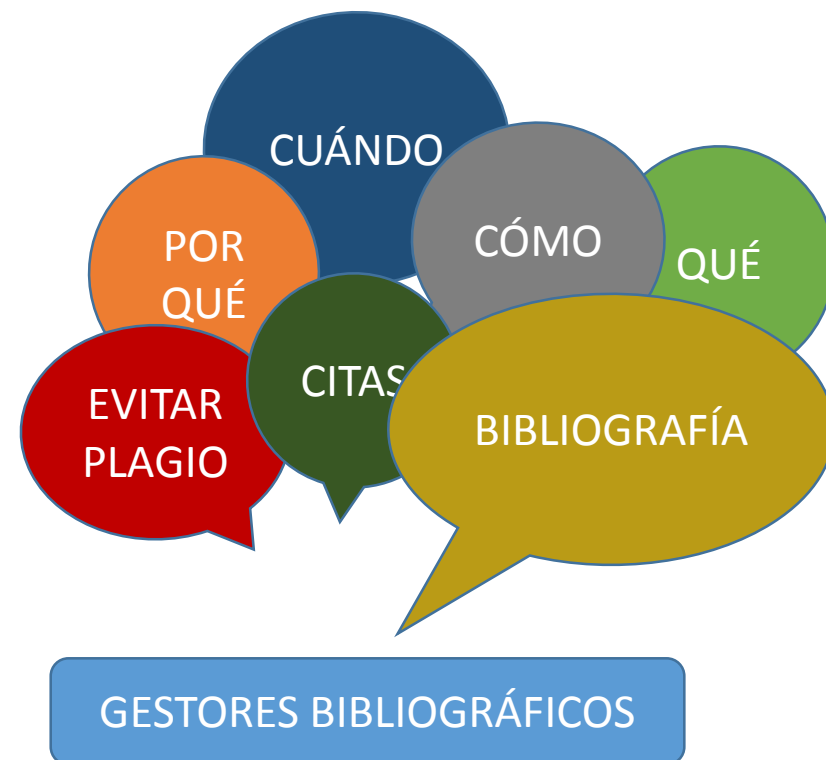 CUÁNDO
CÓMO
POR
QUÉ
QUÉ
CITAS
EVITAR
PLAGIO
BIBLIOGRAFÍA
GESTORES BIBLIOGRÁFICOS